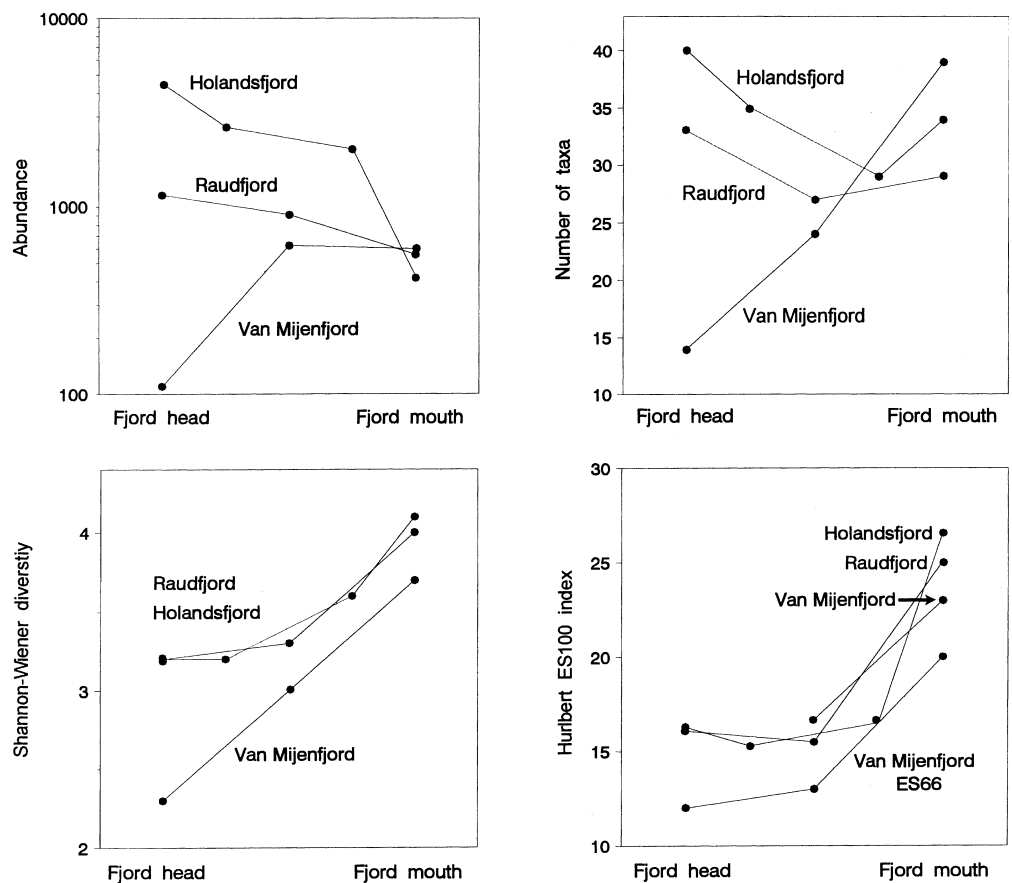 10000
1000
100
Abundance
Holandsfjord
Raudfjord
Van Mijenfjord
Fjord head
Fjord mouth
40
35
30
25
20
15
10
Number of taxa
Holandsfjord
Raudfjord
Van Mijenfjord
Fjord head
Fjord mouth
4
3
2
Shannon-Wiener diverstiy
Raudfjord
Holandsfjord
Van Mijenfjord
Fjord head
Fjord mouth
30
25
20
15
10
Hurlbert ES100 index
Holandsfjord
Raudfjord
Van Mijenfjord
Van Mijenfjord
ES66
Fjord head
Fjord mouth